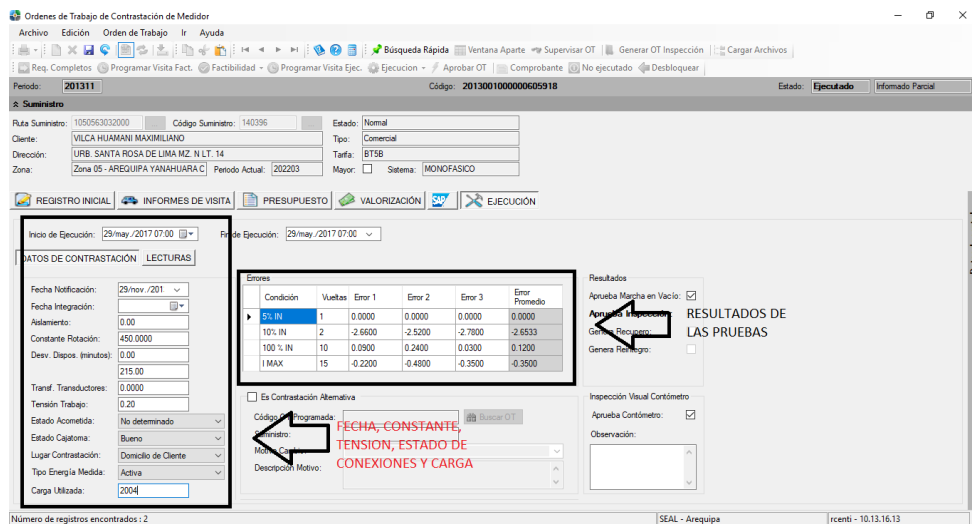 Ordenes de Trabajo de Contrastación de Medidor
Archivo Edición Orden de Trabajo Ir Ayuda
Búsqueda Rápida Ventana Aparte Supervisar OT Generar OT Inspección Cargar Archivos
Req. Completos Programar Visita Fact. Factibilidad Programar Visita Ejec. Ejecucion Aprobar OT Comprobante No ejecutado Desbloquear
Periodo: 201311 Código: 2013001000000605918 Estado: Ejecutado Informado Parcial
Suministro
Ruta Suministro: 1050563032000 ... Código Suministro: 140396 ... Estado: Normal
Cliente: VILCA HUAMANI MAXIMILIANO Tipo: Comercial
Dirección: URB. SANTA ROSA DE LIMA MZ. N LT. 14 Tarifa: BT5B
Zona: Zona 05 - AREQUIPA YANAHUARA C Periodo Actual: 202203 Mayor: Sistema: MONOFASICO
REGISTRO INICIAL INFORMES DE VISITA PRESUPUESTO VALORIZACIÓN SAP EJECUCIÓN
Inicio de Ejecución: 29/may./2017 07:00 Fin de Ejecución: 29/may./2017 07:00
DATOS DE CONTRASTACIÓN LECTURAS
Fecha Notificación: 29/nov./201
Fecha Integración:
Aislamiento: 0.00
Constante Rotación: 450.0000
Desv. Dispos. (minutos): 0.00
215.00
Transf. Transductores: 0.0000
Tensión Trabajo: 0.20
Estado Acometida: No determinado
Estado Cajatoma: Bueno
Lugar Contrastación: Domicilio de Cliente
Tipo Energía Medida: Activa
Carga Utilizada: 2004
Errores
Condición Vueltas Error 1 Error 2 Error 3 Error Promedio
5% IN 1 0.0000 0.0000 0.0000 0.0000
10% IN 2 -2.6600 -2.5200 -2.7800 -2.6533
100 % IN 10 0.0900 0.2400 0.0300 0.1200
I MAX 15 -0.2200 -0.4800 -0.3500 -0.3500
Es Contrastación Alternativa
Código OT Programada: Buscar OT
Suministro:
Motivo Cambio:
Descripción Motivo:
FECHA, CONSTANTE,
TENSION, ESTADO DE
CONEXIONES Y CARGA
Resultados
Aprueba Marcha en Vacío:
Aprueba Inspección:
Genera Recupero:
Genera Reintegro:
RESULTADOS DE
LAS PRUEBAS
Inspección Visual Contómetro
Aprueba Contómetro:
Observación:
Número de registros encontrados : 2 SEAL - Arequipa rcenti - 10.13.16.13